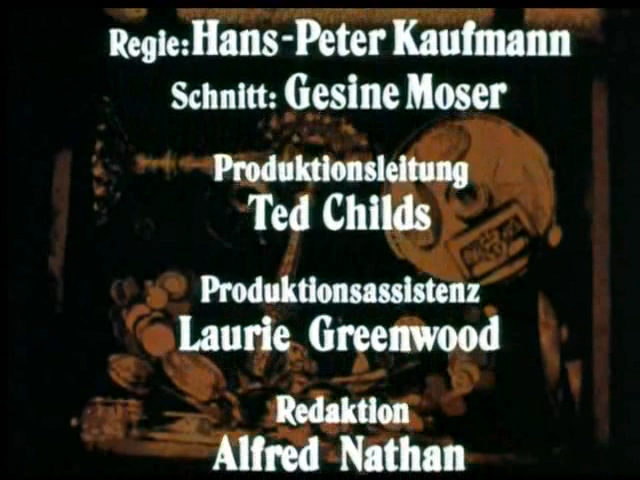 Regie: Hans-Peter Kaufmann
Schnitt: Gesine Moser
Produktionsleitung
Ted Childs
Produktionsassistenz
Laurie Greenwood
Redaktion
Alfred Nathan